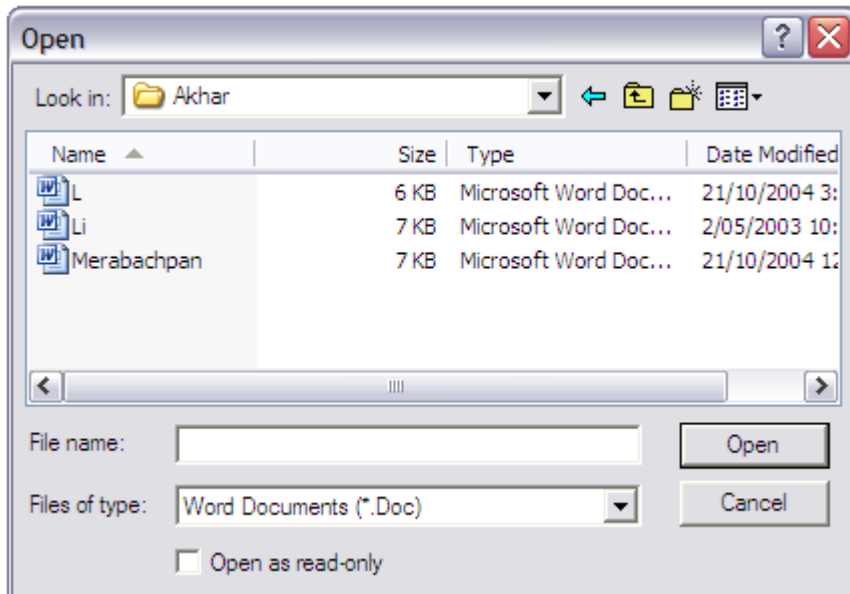 Open
Look in: Akhar
Name Size Type Date Modified
L 6 KB Microsoft Word Doc... 21/10/2004 3:
Li 7 KB Microsoft Word Doc... 2/05/2003 10:
Merabachpan 7 KB Microsoft Word Doc... 21/10/2004 12
File name: Open
Files of type: Word Documents (*.Doc) Cancel
Open as read-only